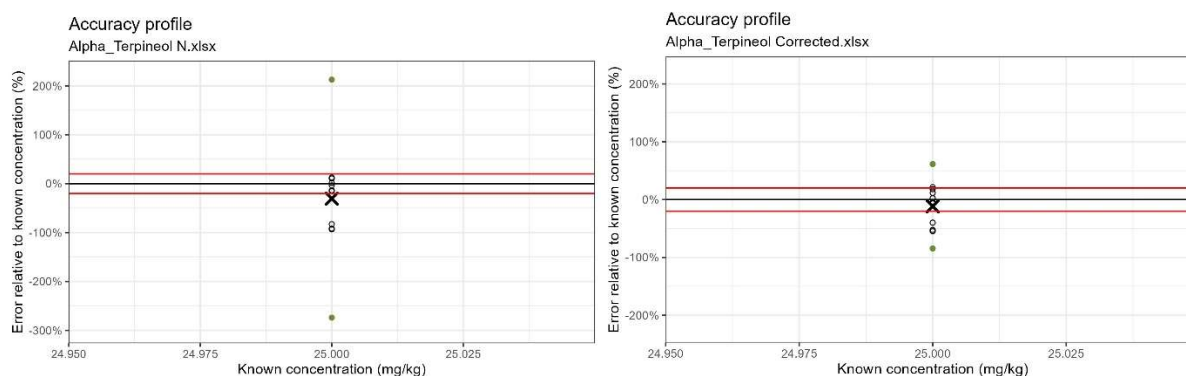 Accuracy profile
Alpha_Terpineol N.xlsx
Error relative to known concentration (%)
200%
100%
0%
-100%
-200%
-300%
24.950
24.975
25.000
25.025
Known concentration (mg/kg)
Accuracy profile
Alpha_Terpineol Corrected.xlsx
Error relative to known concentration (%)
200%
100%
0%
-100%
-200%
24.950
24.975
25.000
25.025
Known concentration (mg/kg)